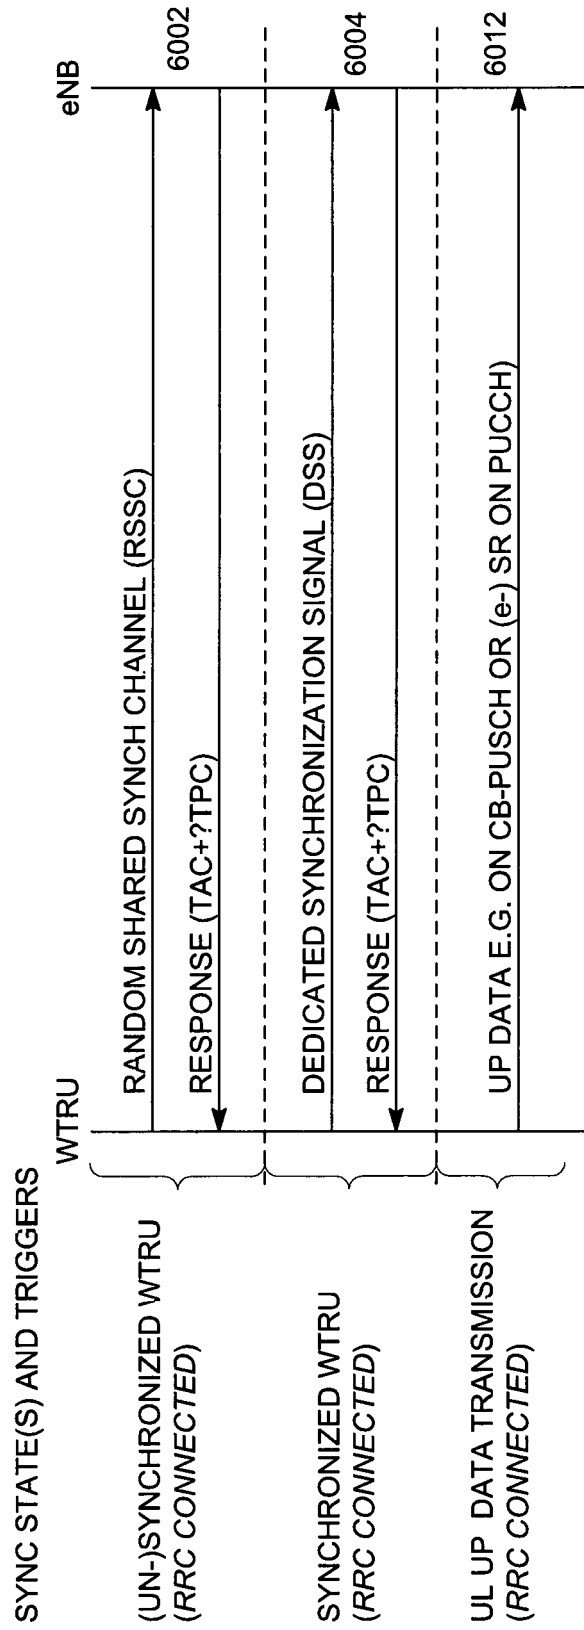 SYNC STATE(S) AND TRIGGERS
WTRU
eNB
(UN-)SYNCHRONIZED WTRU
(RRC CONNECTED)
RANDOM SHARED SYNCH CHANNEL (RSSC)
RESPONSE (TAC+?TPC)
6002
SYNCHRONIZED WTRU
(RRC CONNECTED)
DEDICATED SYNCHRONIZATION SIGNAL (DSS)
RESPONSE (TAC+?TPC)
6004
UL UP DATA TRANSMISSION
(RRC CONNECTED)
UP DATA E.G. ON CB-PUSCH OR (e-) SR ON PUCCH)
6012